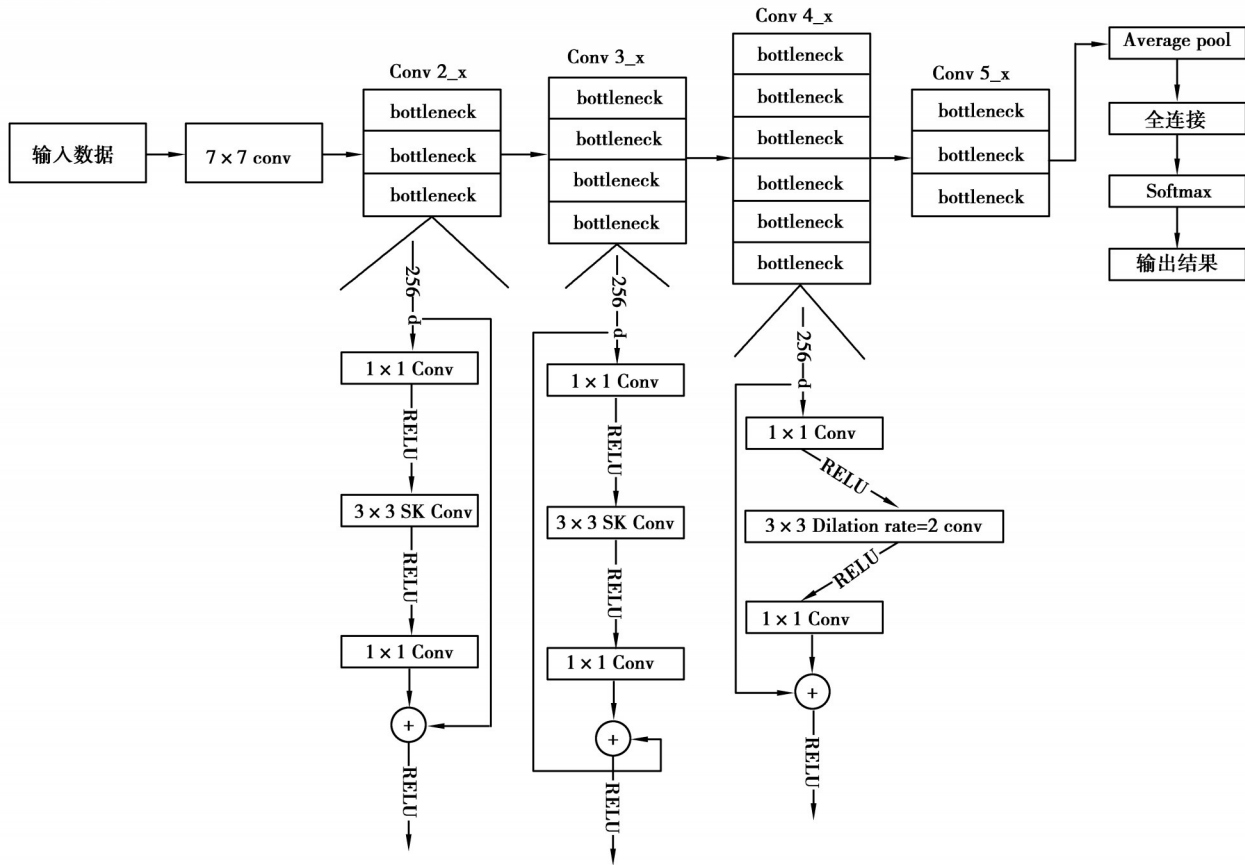 输入数据
7×7 conv
Conv 2_x
bottleneck
bottleneck
bottleneck
Conv 3_x
bottleneck
bottleneck
bottleneck
bottleneck
Conv 4_x
bottleneck
bottleneck
bottleneck
bottleneck
bottleneck
bottleneck
Conv 5_x
bottleneck
bottleneck
bottleneck
Average pool
全连接
Softmax
输出结果
256 d
1×1 Conv
RELU
3×3 SK Conv
RELU
1×1 Conv
+
RELU
256 d
1×1 Conv
RELU
3×3 SK Conv
RELU
1×1 Conv
+
RELU
256 d
1×1 Conv
RELU
3×3 Dilation rate=2 conv
RELU
1×1 Conv
+
RELU